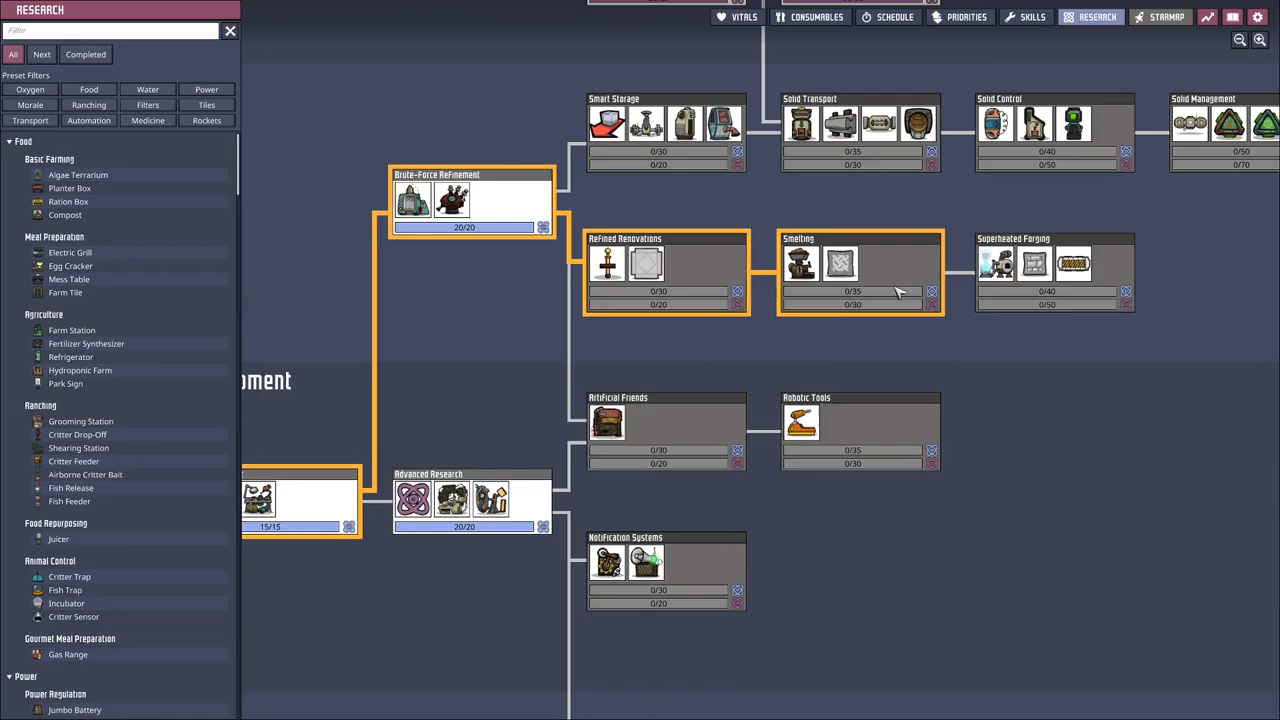 RESEARCH
VITALS
CONSUMABLES
SCHEDULE
PRIORITIES
SKILLS
RESEARCH
STARMAP
Filter
All
Next
Completed
Preset Filters
Oxygen
Food
Water
Power
Morale
Ranching
Filters
Tiles
Transport
Automation
Medicine
Rockets
Food
Basic Farming
Algae Terrarium
Planter Box
Ration Box
Compost
Meal Preparation
Electric Grill
Egg Cracker
Mess Table
Farm Tile
Agriculture
Farm Station
Fertilizer Synthesizer
Refrigerator
Hydroponic Farm
Park Sign
Ranching
Grooming Station
Critter Drop-Off
Shearing Station
Critter Feeder
Airborne Critter Bait
Fish Release
Fish Feeder
Food Repurposing
Juicer
Animal Control
Critter Trap
Fish Trap
Incubator
Critter Sensor
Gourmet Meal Preparation
Gas Range
Power
Power Regulation
Jumbo Battery
Smart Storage
0/30
0/20
Solid Transport
0/35
0/30
Solid Control
0/40
0/50
Solid Management
0/50
0/70
Brute-Force Refinement
20/20
Refined Renovations
0/30
0/20
Smelting
0/35
0/30
Superheated Forging
0/40
0/50
opment
15/15
Advanced Research
20/20
Artificial Friends
0/30
0/20
Robotic Tools
0/35
0/30
Notification Systems
0/30
0/20